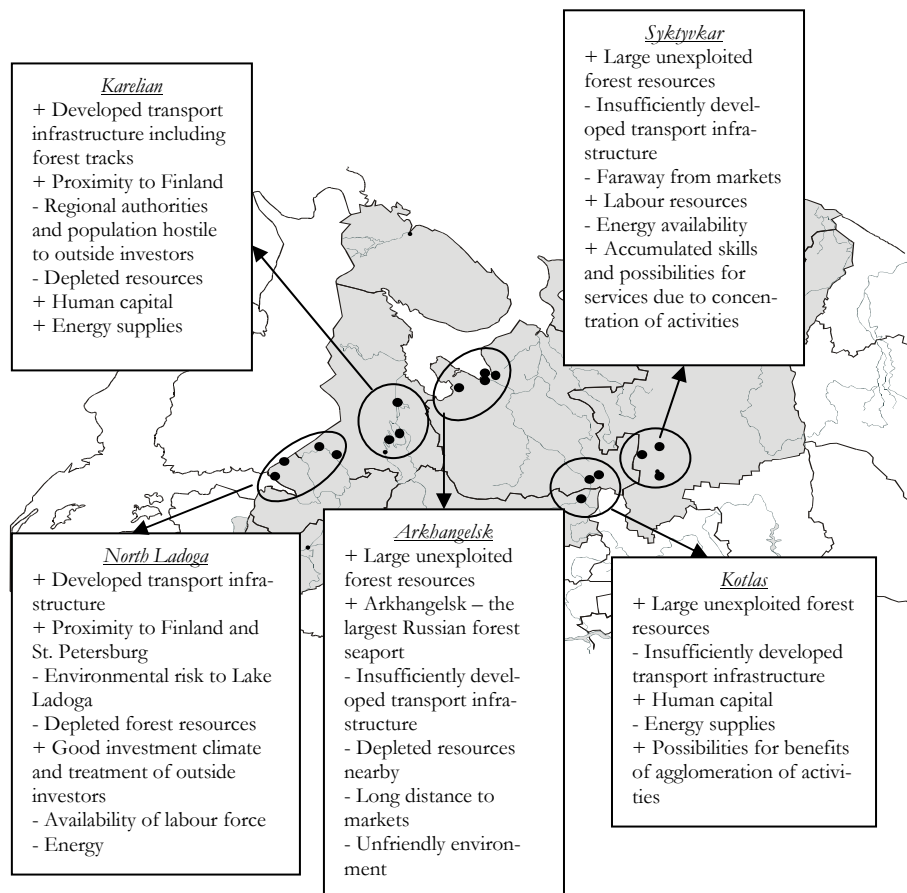 Karelian
+ Developed transport
infrastructure including
forest tracks
+ Proximity to Finland
- Regional authorities
and population hostile
to outside investors
- Depleted resources
+ Human capital
+ Energy supplies
Syktyvkar
+ Large unexploited
forest resources
- Insufficiently devel-
oped transport infra-
structure
- Faraway from markets
+ Labour resources
- Energy availability
+ Accumulated skills
and possibilities for
services due to concen-
tration of activities
North Ladoga
+ Developed transport infra-
structure
+ Proximity to Finland and
St. Petersburg
- Environmental risk to Lake
Ladoga
- Depleted forest resources
+ Good investment climate
and treatment of outside
investors
- Availability of labour force
- Energy
Arkhangelsk
+ Large unexploited
forest resources
+ Arkhangelsk – the
largest Russian forest
seaport
- Insufficiently devel-
oped transport infra-
structure
- Depleted resources
nearby
- Long distance to
markets
- Unfriendly environ-
ment
Kotlas
+ Large unexploited forest
resources
- Insufficiently developed
transport infrastructure
+ Human capital
- Energy supplies
+ Possibilities for benefits
of agglomeration of activi-
ties